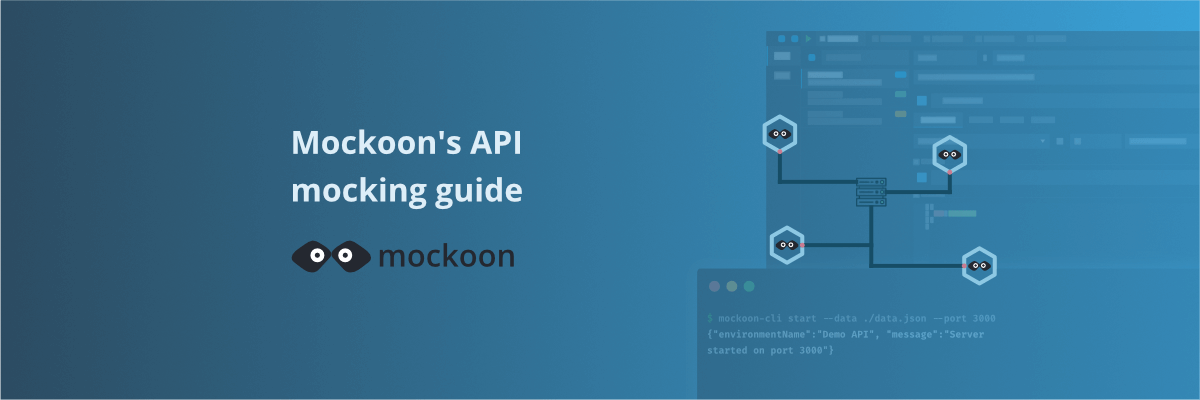 Mockoon's API
mocking guide
mockoon
$ mockoon-cli start --data ./data.json --port 3000
{"environmentName":"Demo API", "message":"Server
started on port 3000"}